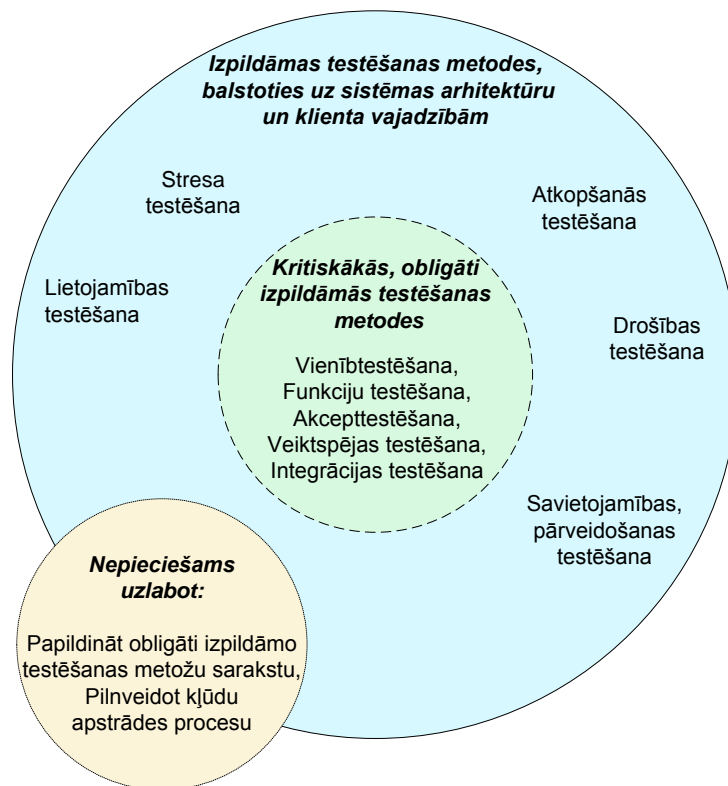 Izpildāmas testēšanas metodes,
balstoties uz sistēmas arhitektūru
un klienta vajadzībām
Stresa
testēšana
Atkopšanās
testēšana
Lietojamības
testēšana
Kritiskākās, obligāti
izpildāmās testēšanas
metodes
Vienībtestēšana,
Funkciju testēšana,
Akcepttestēšana,
Veiktspējas testēšana,
Integrācijas testēšana
Drošības
testēšana
Savietojamības,
pārveidošanas
testēšana
Nepieciešams
uzlabot:
Papildināt obligāti izpildāmo
testēšanas metožu sarakstu,
Pilnveidot kļūdu
apstrādes procesu